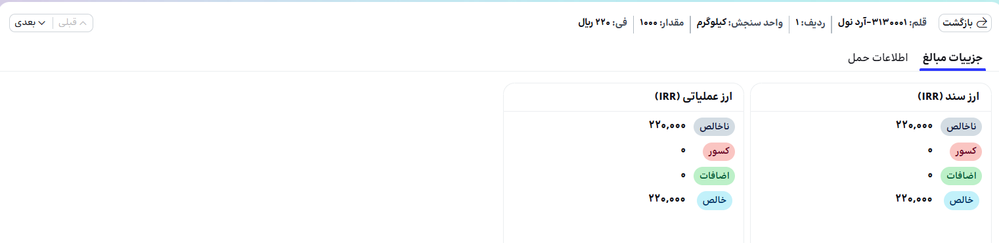 بازگشت قلم: ۳۱۳۰۰۰۱-آرد نول ردیف: ۱ واحد سنجش: کیلوگرم مقدار: ۱۰۰۰ فی: ۲۲۰ ریال قبلی بعدی
جزییات مبالغ اطلاعات حمل
ارز سند (IRR)
ناخالص ۲۲۰,۰۰۰
کسور ۰
اضافات ۰
خالص ۲۲۰,۰۰۰
ارز عملیاتی (IRR)
ناخالص ۲۲۰,۰۰۰
کسور ۰
اضافات ۰
خالص ۲۲۰,۰۰۰